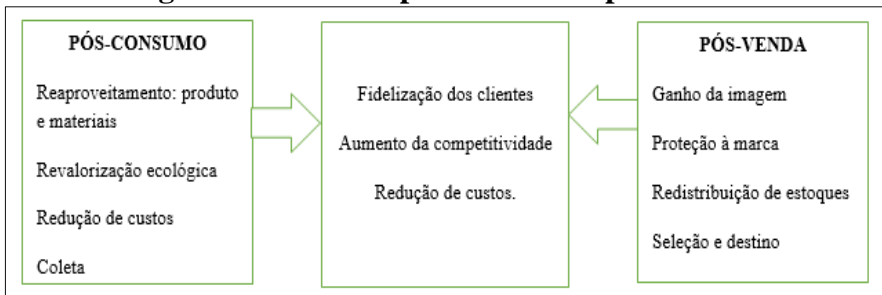 PÓS-CONSUMO
Reaproveitamento: produto
e materiais
Revalorização ecológica
Redução de custos
Coleta
Fidelização dos clientes
Aumento da competitividade
Redução de custos.
PÓS-VENDA
Ganho da imagem
Proteção à marca
Redistribuição de estoques
Seleção e destino